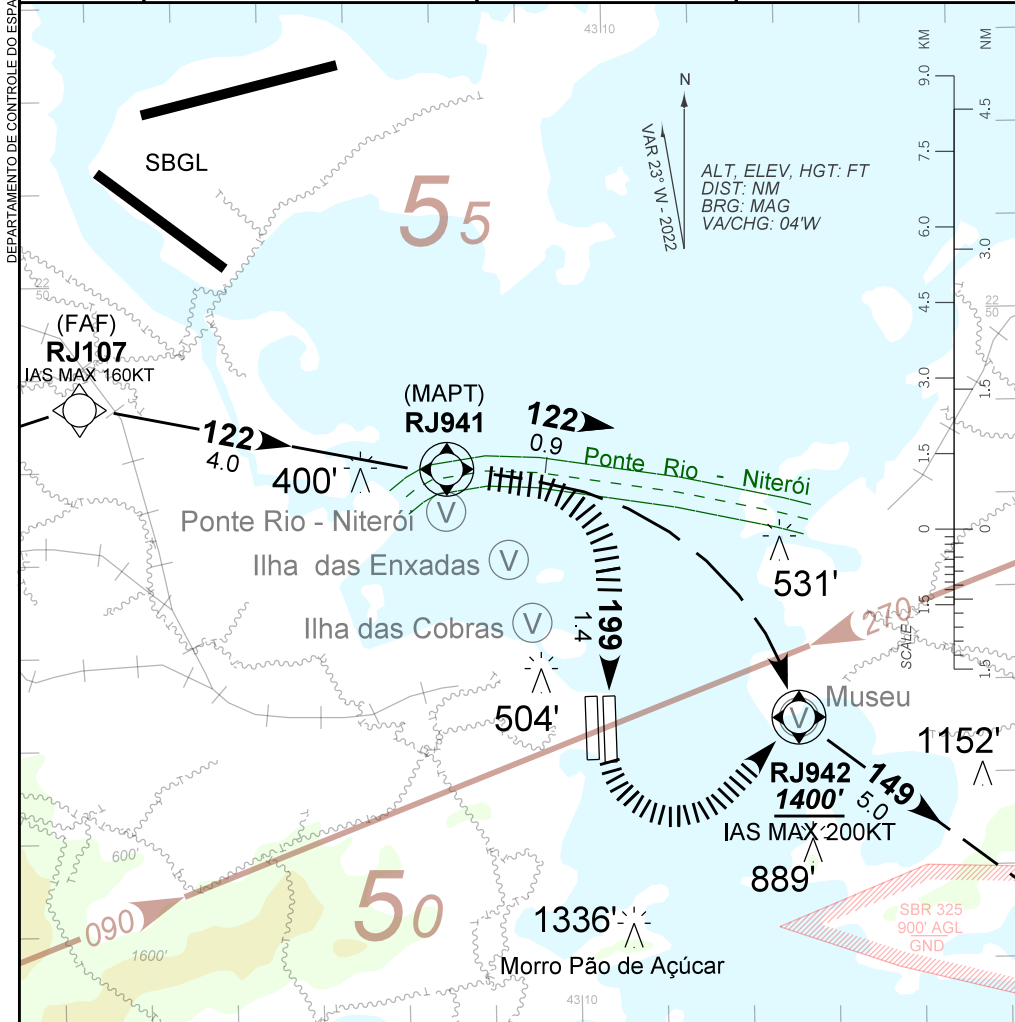 DEPARTAMENTO DE CONTROLE DO ESPA
43 10
SBGL
55
N
VAR 23° W - 2022
ALT, ELEV, HGT: FT
DIST: NM
BRG: MAG
VA/CHG: 04'W
KM
NM
9.0
7.5
6.0
4.5
3.0
1.5
0
1.5
4.5
3.0
1.5
0
1.5
SCALE
22
50
22
50
(FAF)
RJ107
IAS MAX 160KT
122
4.0
(MAPT)
RJ941
122
0.9
400'
Ponte Rio - Niterói
Ponte Rio - Niterói
V
Ilha das Enxadas
V
531'
Ilha das Cobras
V
199
1.4
270
504'
Museu
V
RJ942
1400'
IAS MAX 200KT
149
5.0
1152'
889'
600'
50
090
1600'
1336'
Morro Pão de Açúcar
SBR 325
900' AGL
GND
43 10